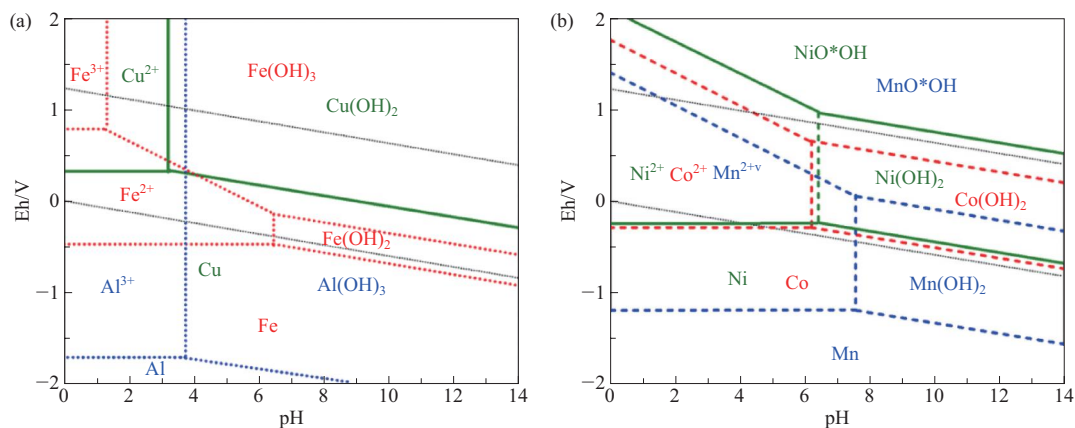 (a)
2
1
0
−1
−2
Eh/V
Fe³⁺
Cu²⁺
Fe(OH)₃
Cu(OH)₂
Fe²⁺
Fe(OH)₂
Cu
Al³⁺
Al(OH)₃
Fe
Al
0 2 4 6 8 10 12 14
pH
(b)
2
1
0
−1
−2
Eh/V
NiO*OH
MnO*OH
Ni²⁺ Co²⁺ Mn²⁺ᵛ
Ni(OH)₂
Co(OH)₂
Ni
Co
Mn(OH)₂
Mn
0 2 4 6 8 10 12 14
pH